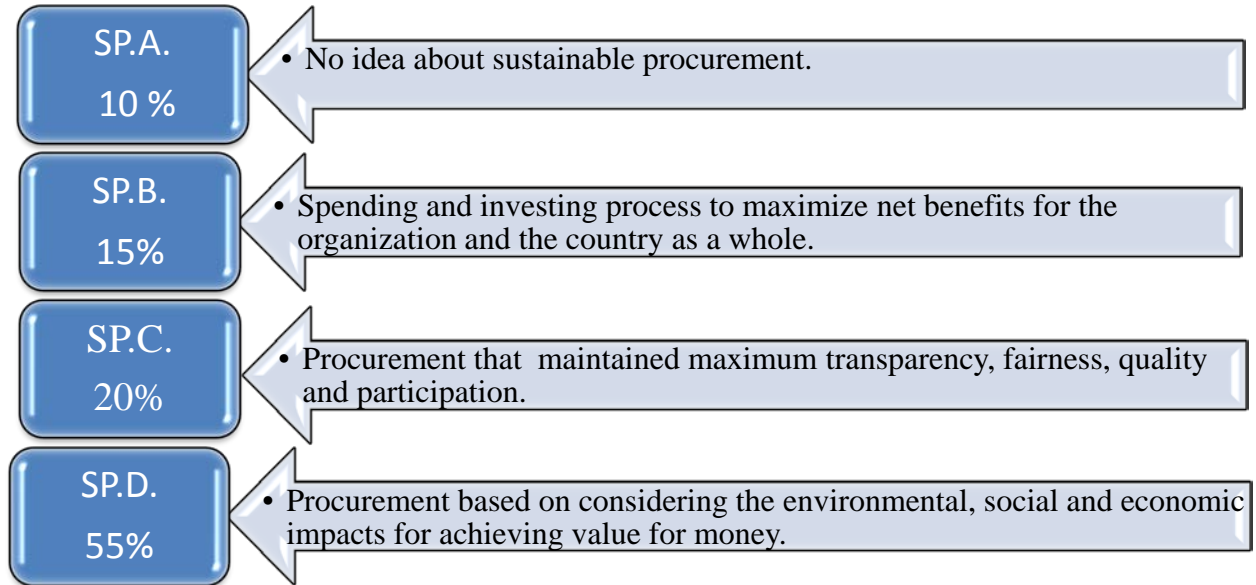 SP.A.
10 %
• No idea about sustainable procurement.
SP.B.
15%
• Spending and investing process to maximize net benefits for the
organization and the country as a whole.
SP.C.
20%
• Procurement that  maintained maximum transparency, fairness, quality
and participation.
SP.D.
55%
• Procurement based on considering the environmental, social and economic
impacts for achieving value for money.